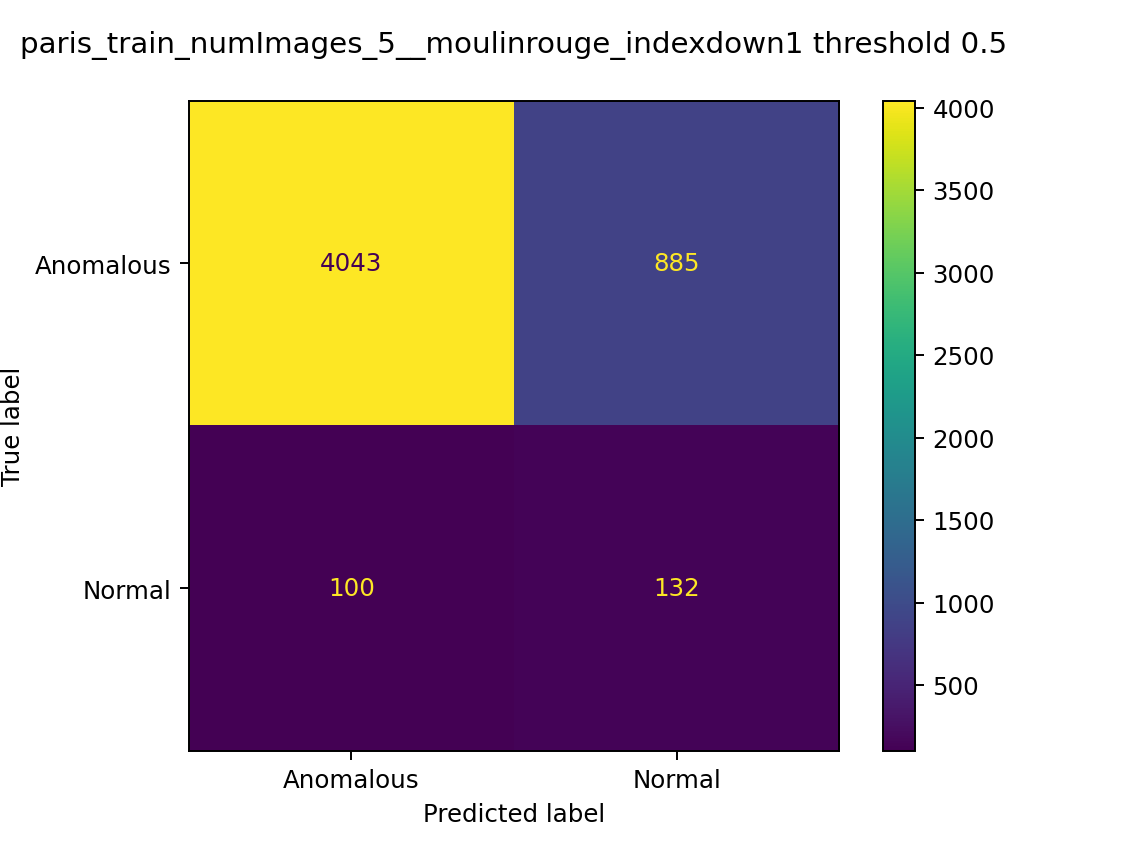 paris_train_numImages_5__moulinrouge_indexdown1 threshold 0.5
True label
Anomalous
4043
885
Normal
100
132
Anomalous
Normal
Predicted label
4000
3500
3000
2500
2000
1500
1000
500